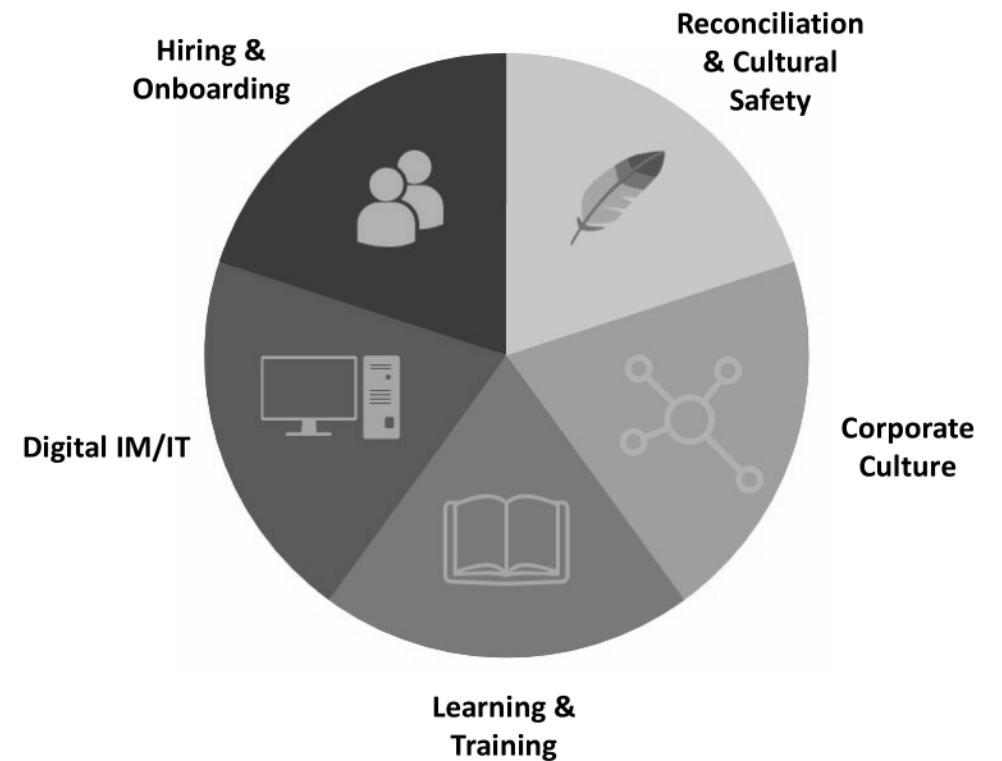 Hiring &
Onboarding
Reconciliation
& Cultural
Safety
Digital IM/IT
Corporate
Culture
Learning &
Training